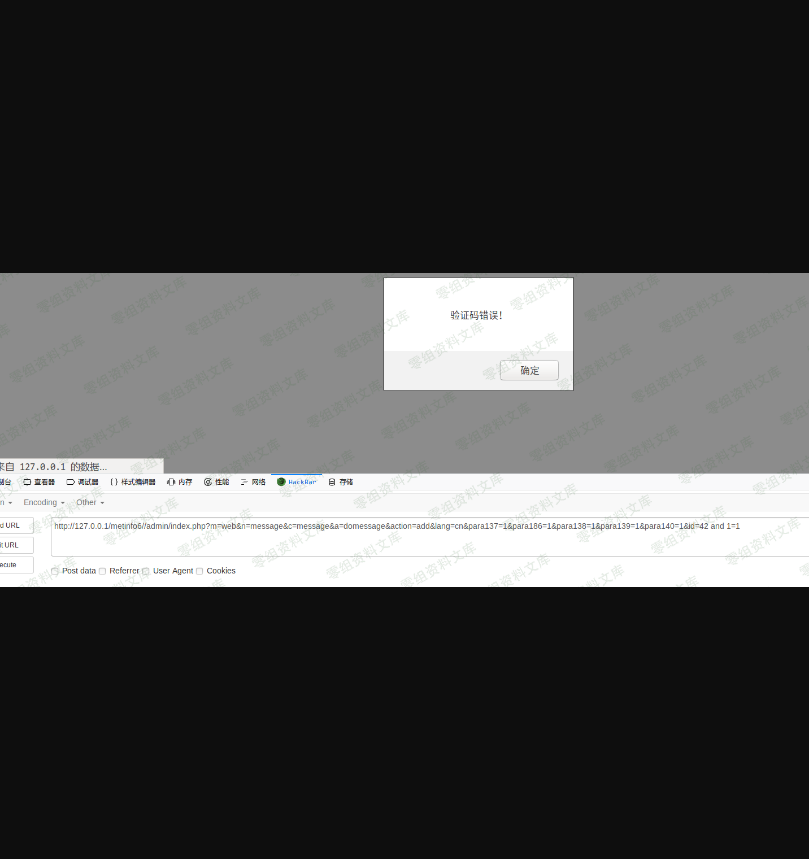 验证码错误!
确定
来自 127.0.0.1 的数据...
制台 查看器 调试器 样式编辑器 内存 性能 网络 HackBar 存储
Encoding Other
URL
http://127.0.0.1/metinfo6//admin/index.php?m=web&n=message&c=message&a=domessage&action=add&lang=cn&para137=1&para186=1&para138=1&para139=1&para140=1&id=42 and 1=1
URL
ecute
Post data Referrer User Agent Cookies
零组资料文库